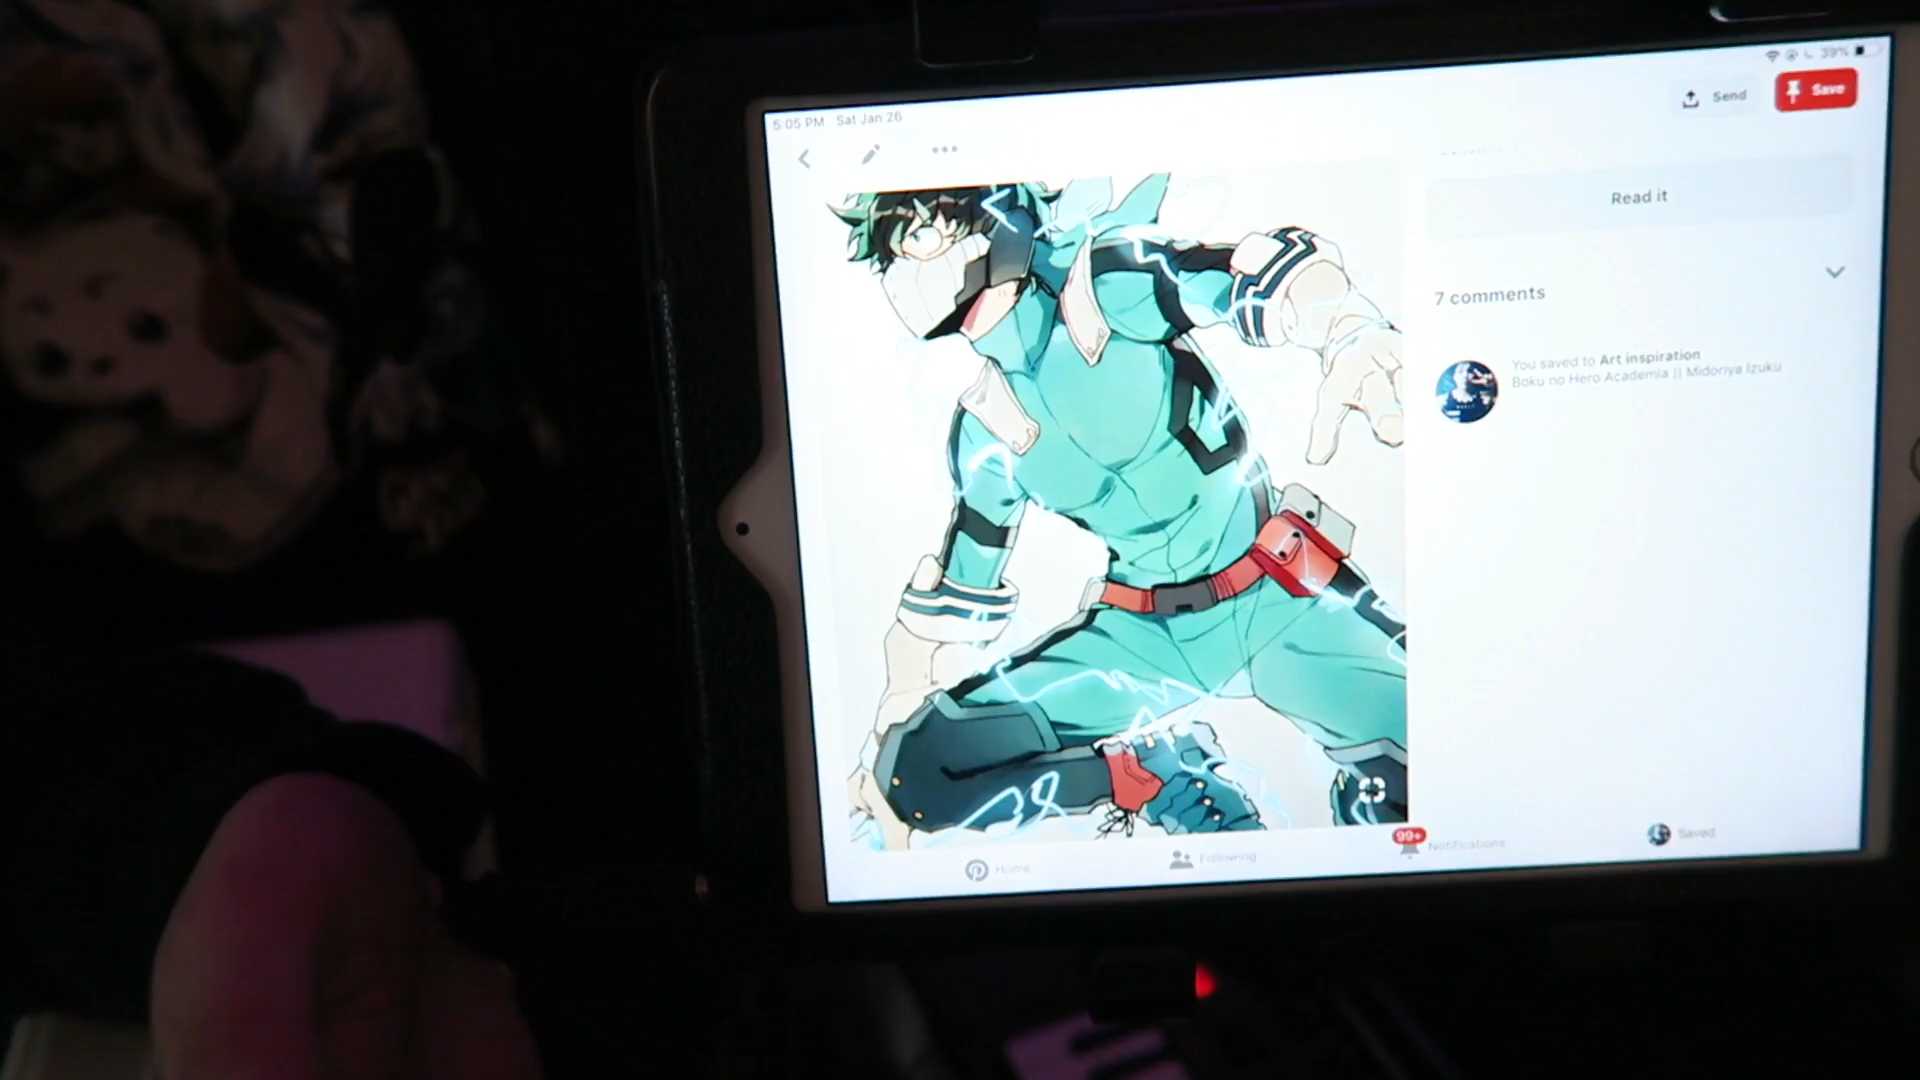 39%
5:05 PM Sat Jan 26
Send
Save
Read it
7 comments
You saved to Art inspiration
Boku no Hero Academia || Midoriya Izuku
99+
Home
Following
Notifications
Saved